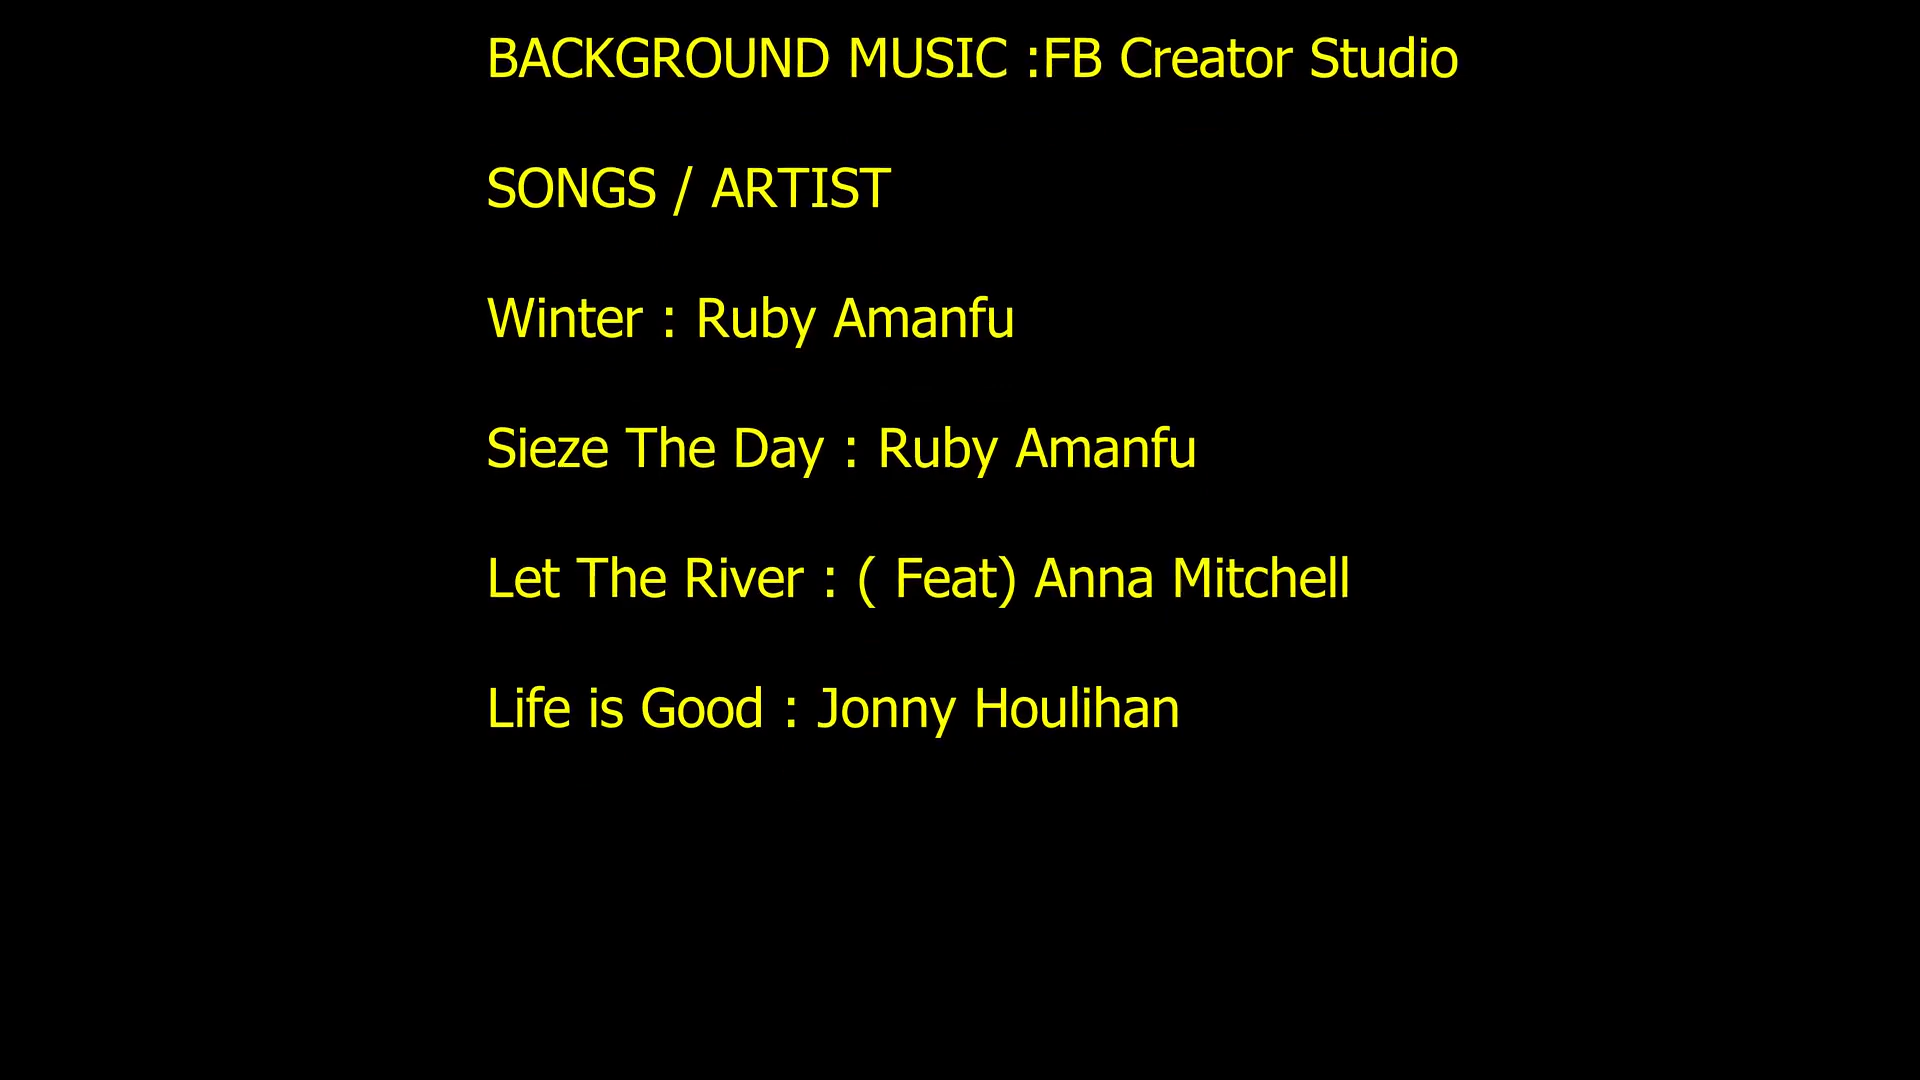 BACKGROUND MUSIC :FB Creator Studio
SONGS / ARTIST
Winter : Ruby Amanfu
Sieze The Day : Ruby Amanfu
Let The River : ( Feat) Anna Mitchell
Life is Good : Jonny Houlihan